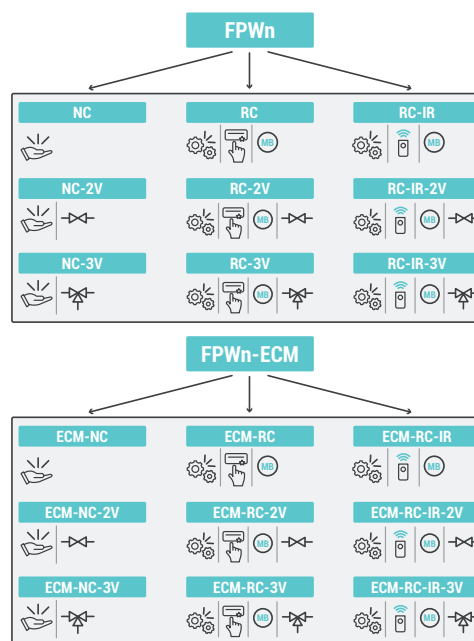 FPWn
NC RC RC-IR
MB MB
NC-2V RC-2V RC-IR-2V
MB MB
NC-3V RC-3V RC-IR-3V
MB MB
FPWn-ECM
ECM-NC ECM-RC ECM-RC-IR
MB MB
ECM-NC-2V ECM-RC-2V ECM-RC-IR-2V
MB MB
ECM-NC-3V ECM-RC-3V ECM-RC-IR-3V
MB MB